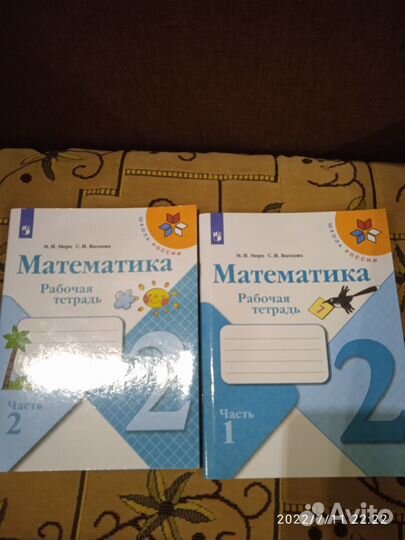 М. И. Моро С. И. Волкова
ШКОЛА РОССИИ
Математика
Рабочая
тетрадь
2
Часть
2
М. И. Моро С. И. Волкова
ШКОЛА РОССИИ
Математика
Рабочая
тетрадь
7
2
Часть
1
2022/7/11 22:22
Avito